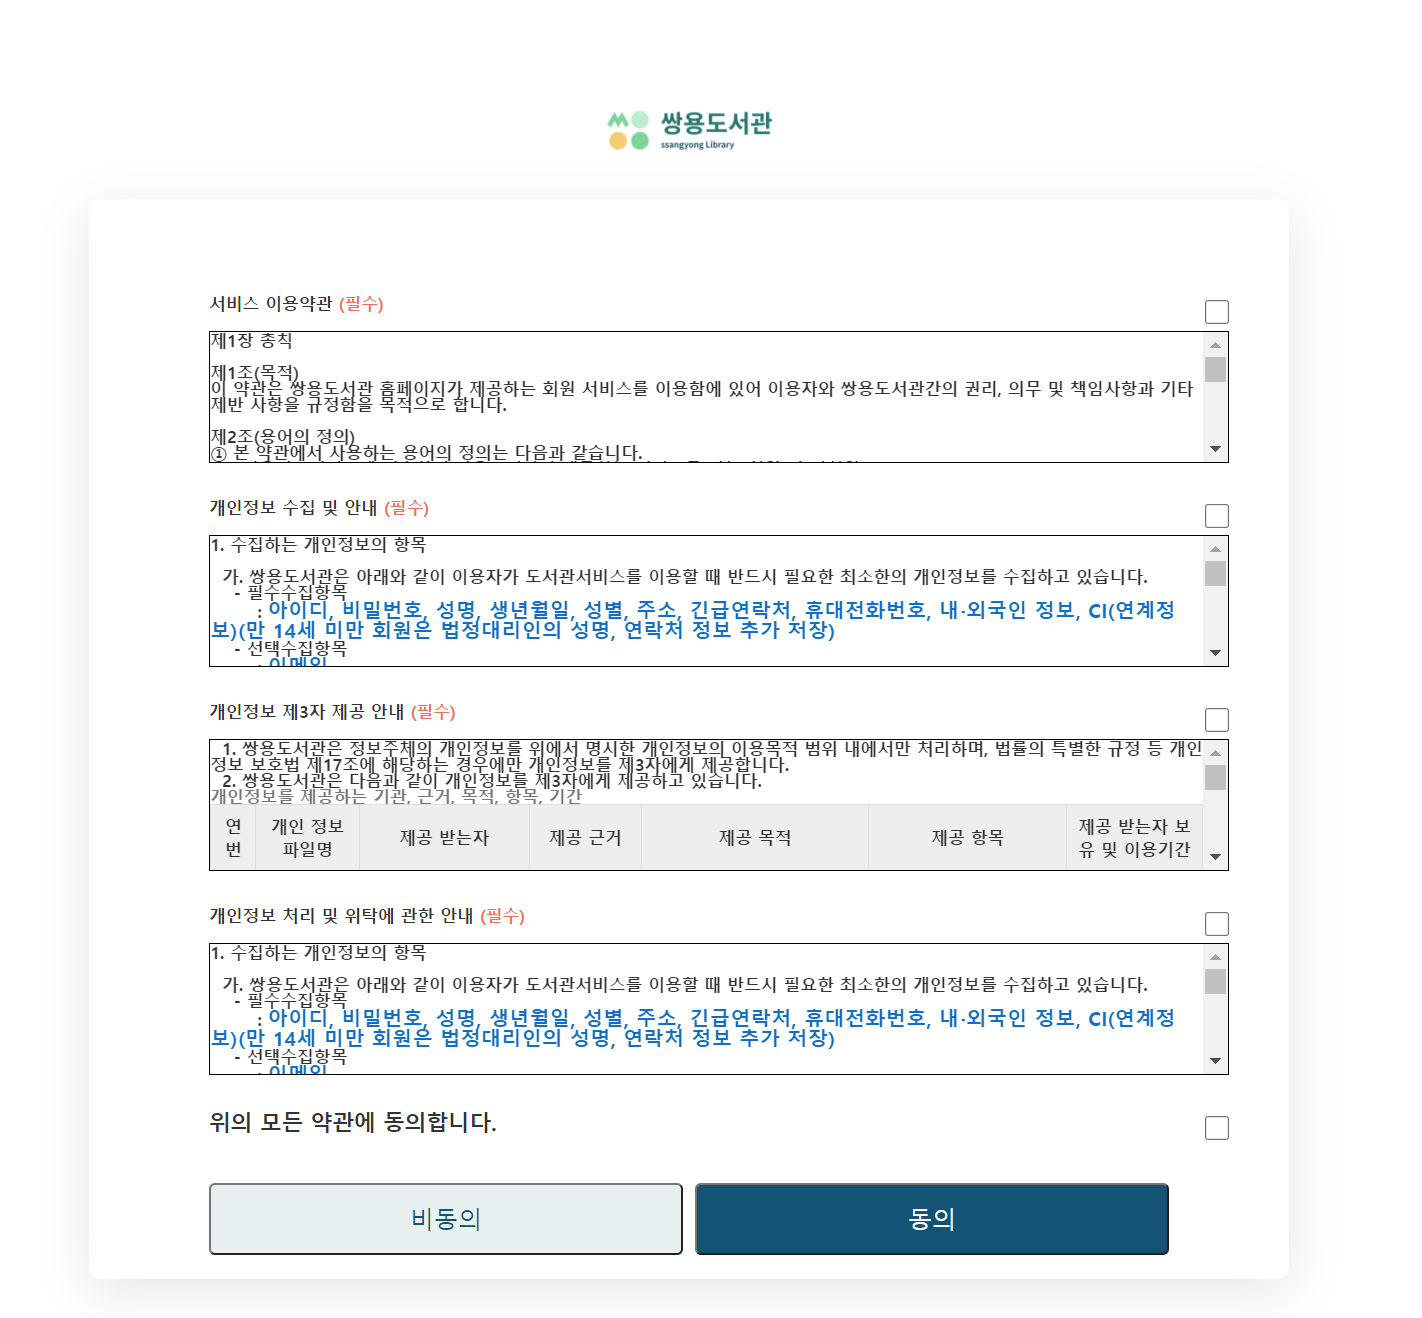 쌍용도서관
ssangyong Library
서비스 이용약관 (필수)
제1장 총칙
제1조(목적)
이 약관은 쌍용도서관 홈페이지가 제공하는 회원 서비스를 이용함에 있어 이용자와 쌍용도서관간의 권리, 의무 및 책임사항과 기타
제반 사항을 규정함을 목적으로 합니다.
제2조(용어의 정의)
① 본 약관에서 사용하는 용어의 정의는 다음과 같습니다.
개인정보 수집 및 안내 (필수)
1. 수집하는 개인정보의 항목
가. 쌍용도서관은 아래와 같이 이용자가 도서관서비스를 이용할 때 반드시 필요한 최소한의 개인정보를 수집하고 있습니다.
- 필수수집항목
: 아이디, 비밀번호, 성명, 생년월일, 성별, 주소, 긴급연락처, 휴대전화번호, 내·외국인 정보, CI(연계정
보)(만 14세 미만 회원은 법정대리인의 성명, 연락처 정보 추가 저장)
- 선택수집항목
: 이메일
개인정보 제3자 제공 안내 (필수)
1. 쌍용도서관은 정보주체의 개인정보를 위에서 명시한 개인정보의 이용목적 범위 내에서만 처리하며, 법률의 특별한 규정 등 개인
정보 보호법 제17조에 해당하는 경우에만 개인정보를 제3자에게 제공합니다.
2. 쌍용도서관은 다음과 같이 개인정보를 제3자에게 제공하고 있습니다.
개인정보를 제공하는 기관, 근거, 목적, 항목, 기간
연
번
개인 정보
파일명
제공 받는자
제공 근거
제공 목적
제공 항목
제공 받는자 보
유 및 이용기간
개인정보 처리 및 위탁에 관한 안내 (필수)
1. 수집하는 개인정보의 항목
가. 쌍용도서관은 아래와 같이 이용자가 도서관서비스를 이용할 때 반드시 필요한 최소한의 개인정보를 수집하고 있습니다.
- 필수수집항목
: 아이디, 비밀번호, 성명, 생년월일, 성별, 주소, 긴급연락처, 휴대전화번호, 내·외국인 정보, CI(연계정
보)(만 14세 미만 회원은 법정대리인의 성명, 연락처 정보 추가 저장)
- 선택수집항목
: 이메일
위의 모든 약관에 동의합니다.
비동의
동의